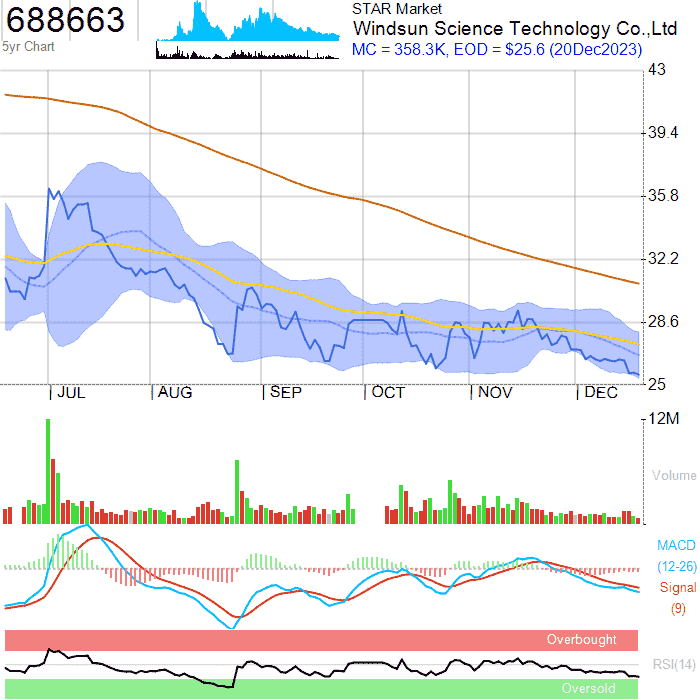 688663
5yr Chart
STAR Market
Windsun Science Technology Co.,Ltd
MC = 358.3K, EOD = $25.6 (20Dec2023)
43
39.4
35.8
32.2
28.6
25
JUL
AUG
SEP
OCT
NOV
DEC
12M
Volume
MACD
(12-26)
Signal
(9)
Overbought
RSI(14)
Oversold